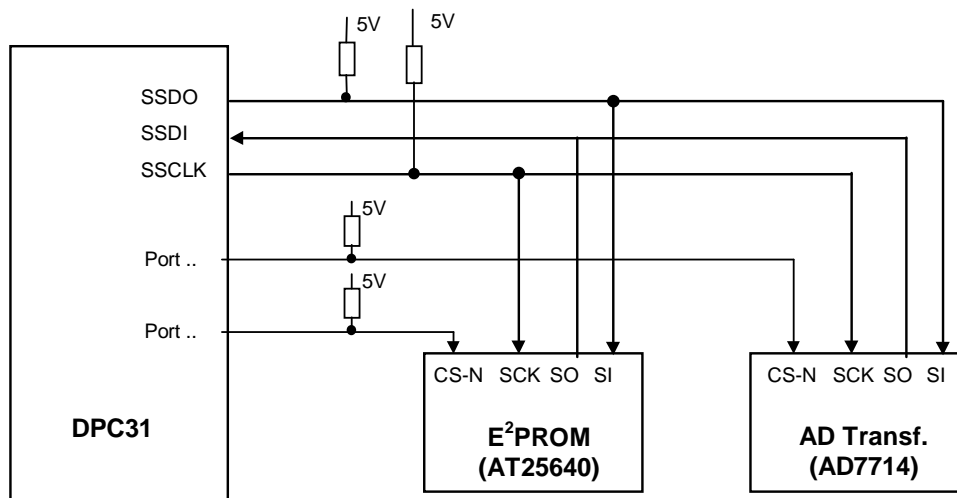 5V
5V
SSDO
SSDI
SSCLK
5V
Port ..
5V
Port ..
CS-N SCK SO SI
CS-N SCK SO SI
DPC31
E²PROM
(AT25640)
AD Transf.
(AD7714)